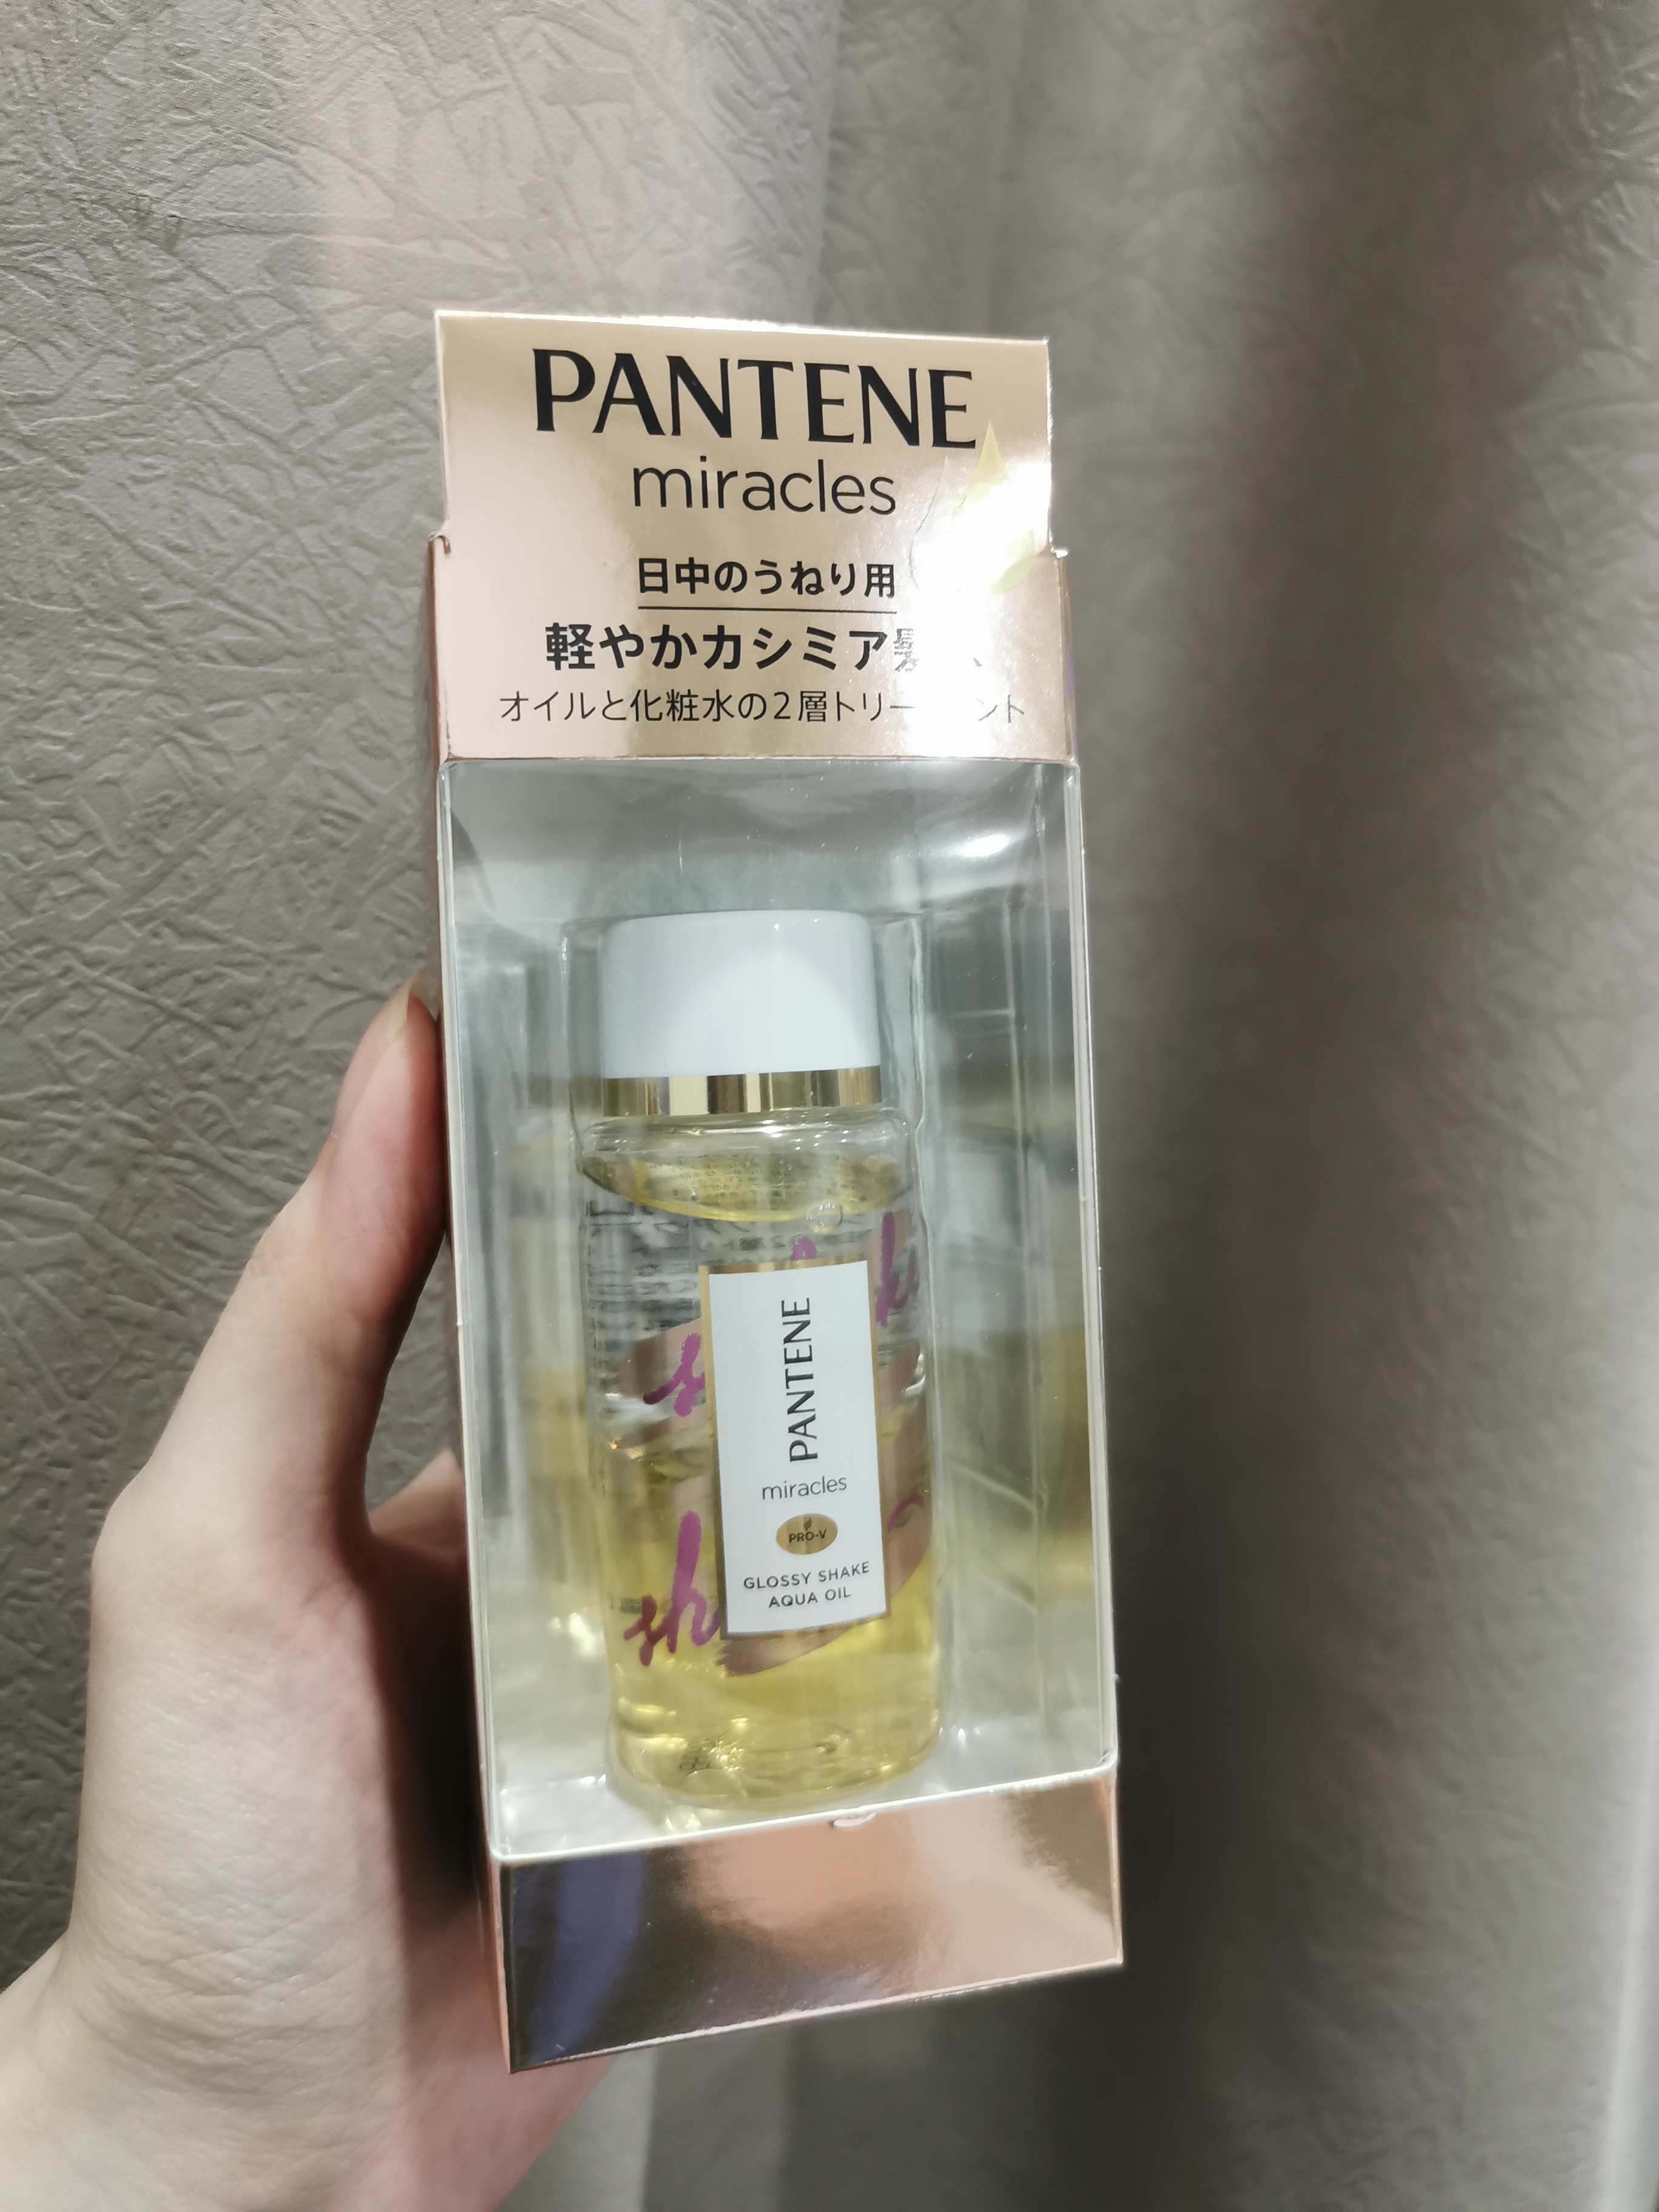 PANTENE
miracles
日中のうねり用
軽やかカシミア
オイルと化粧水の2層トリー
PANTENE
miracles
PRO-V
GLOSSY SHAKE
AQUA OIL
sh